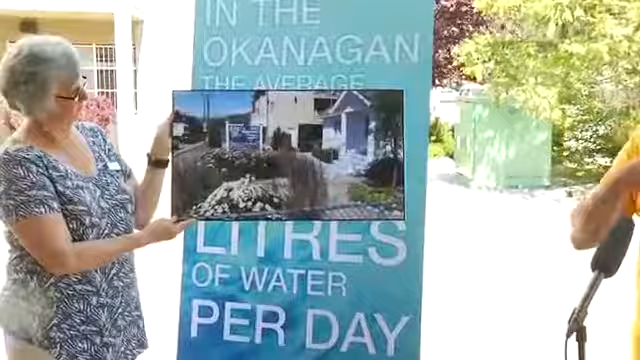 IN THE
OKANAGAN
THE AVERAGE
LITRES
OF WATER
PER DAY